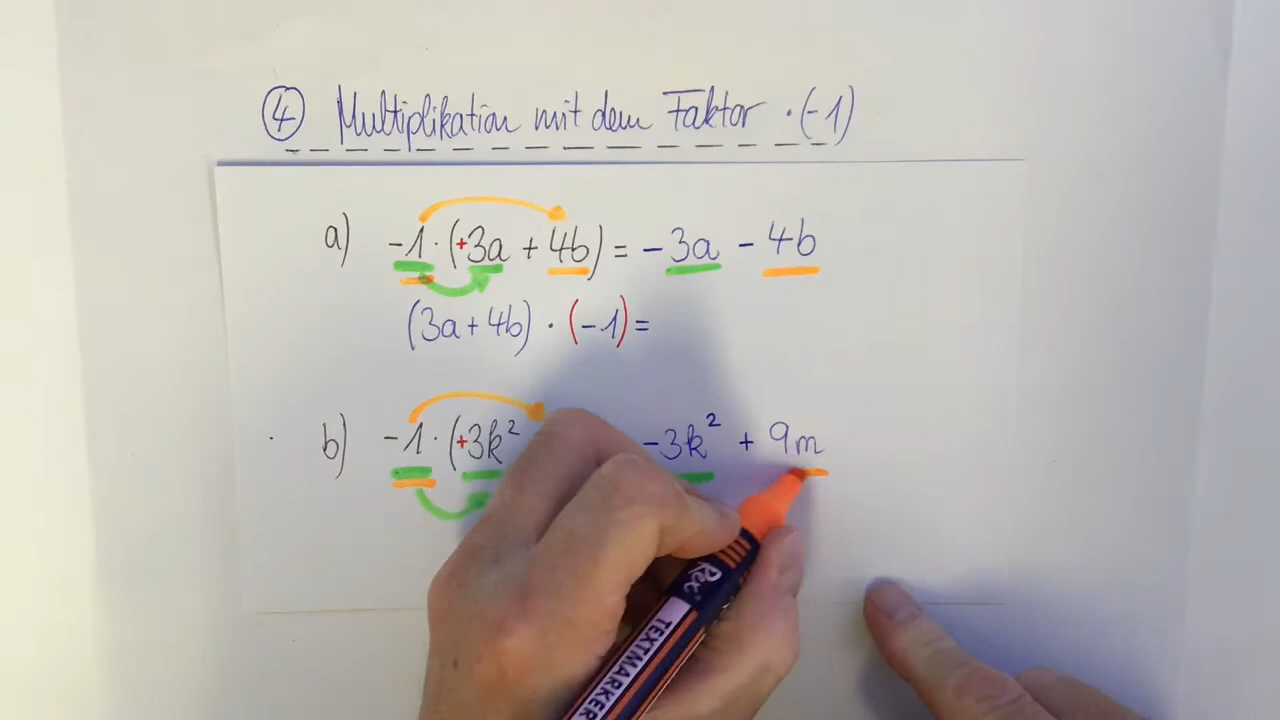 ④ Multiplikation mit dem Faktor · (-1)
a) -1 · (+3a + 4b) = -3a - 4b
(3a + 4b) · (-1) =
b) -1 · (+3k² -3k² + 9m
TEXTMARKER